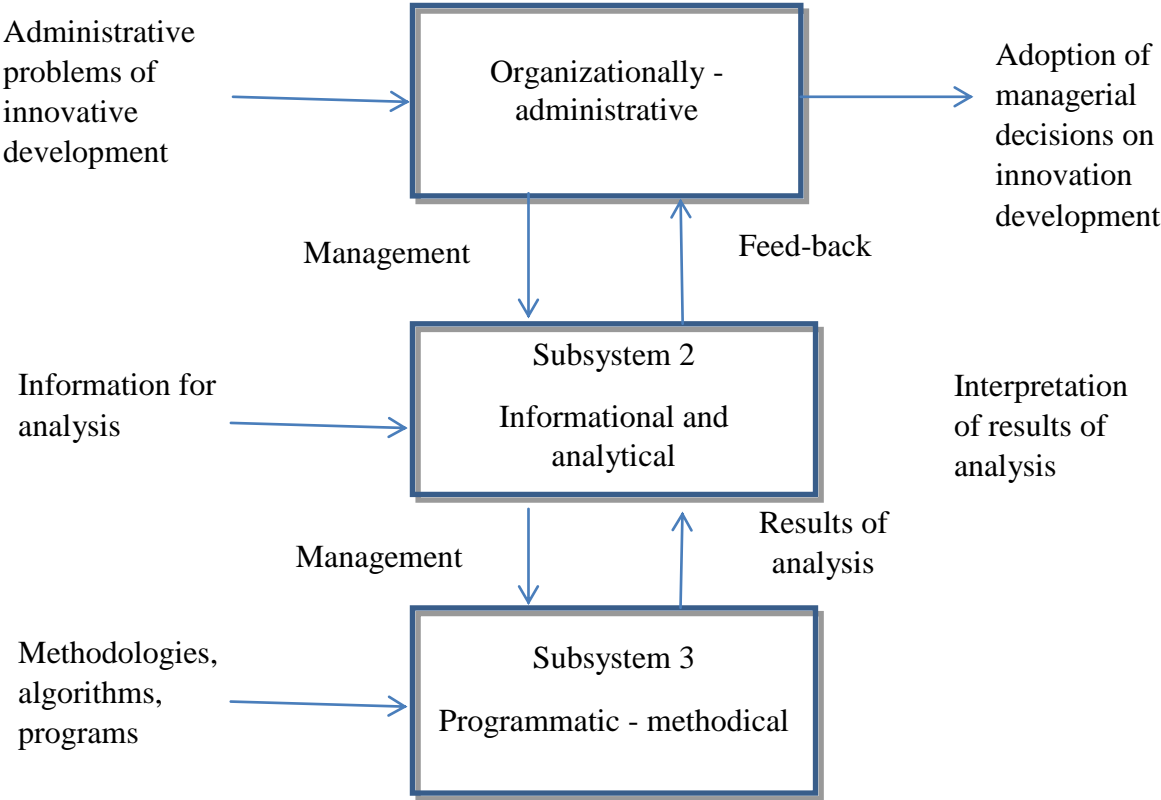 Administrative
problems of
innovative
development
Organizationally -
administrative
Adoption of
managerial
decisions on
innovation
development
Management
Feed-back
Information for
analysis
Subsystem 2
Informational and
analytical
Interpretation
of results of
analysis
Management
Results of
analysis
Methodologies,
algorithms,
programs
Subsystem 3
Programmatic - methodical